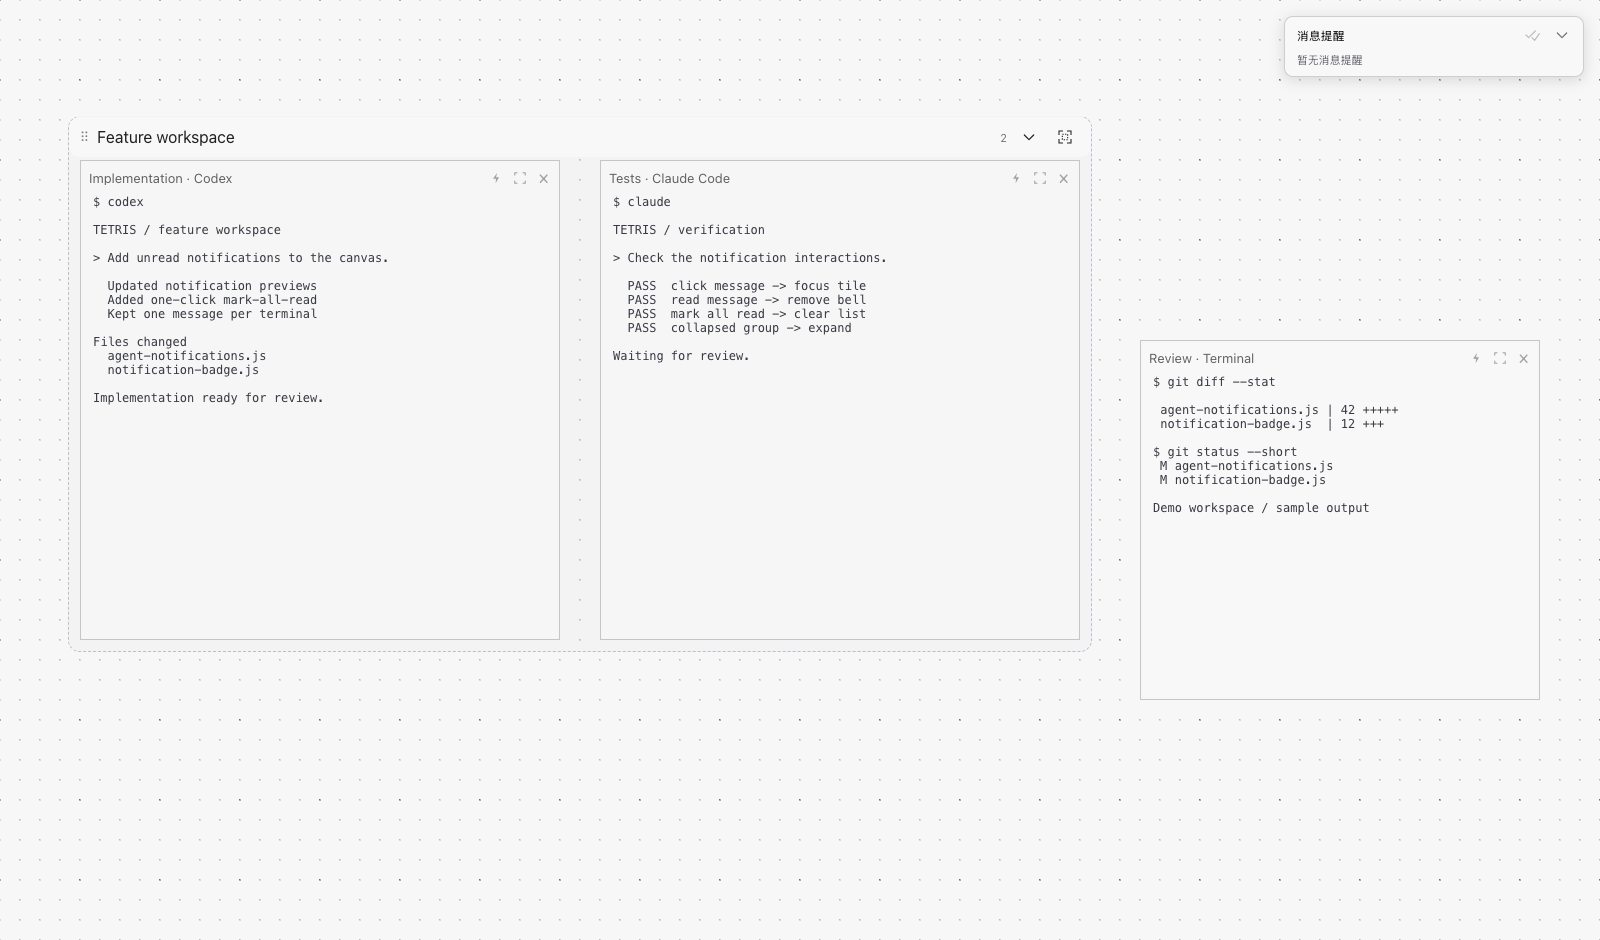 消息提醒
暂无消息提醒
Feature workspace
2
Implementation · Codex
$ codex
TETRIS / feature workspace
> Add unread notifications to the canvas.
Updated notification previews
Added one-click mark-all-read
Kept one message per terminal
Files changed
agent-notifications.js
notification-badge.js
Implementation ready for review.
Tests · Claude Code
$ claude
TETRIS / verification
> Check the notification interactions.
PASS  click message -> focus tile
PASS  read message -> remove bell
PASS  mark all read -> clear list
PASS  collapsed group -> expand
Waiting for review.
Review · Terminal
$ git diff --stat
agent-notifications.js | 42 +++++
notification-badge.js  | 12 +++
$ git status --short
M agent-notifications.js
M notification-badge.js
Demo workspace / sample output